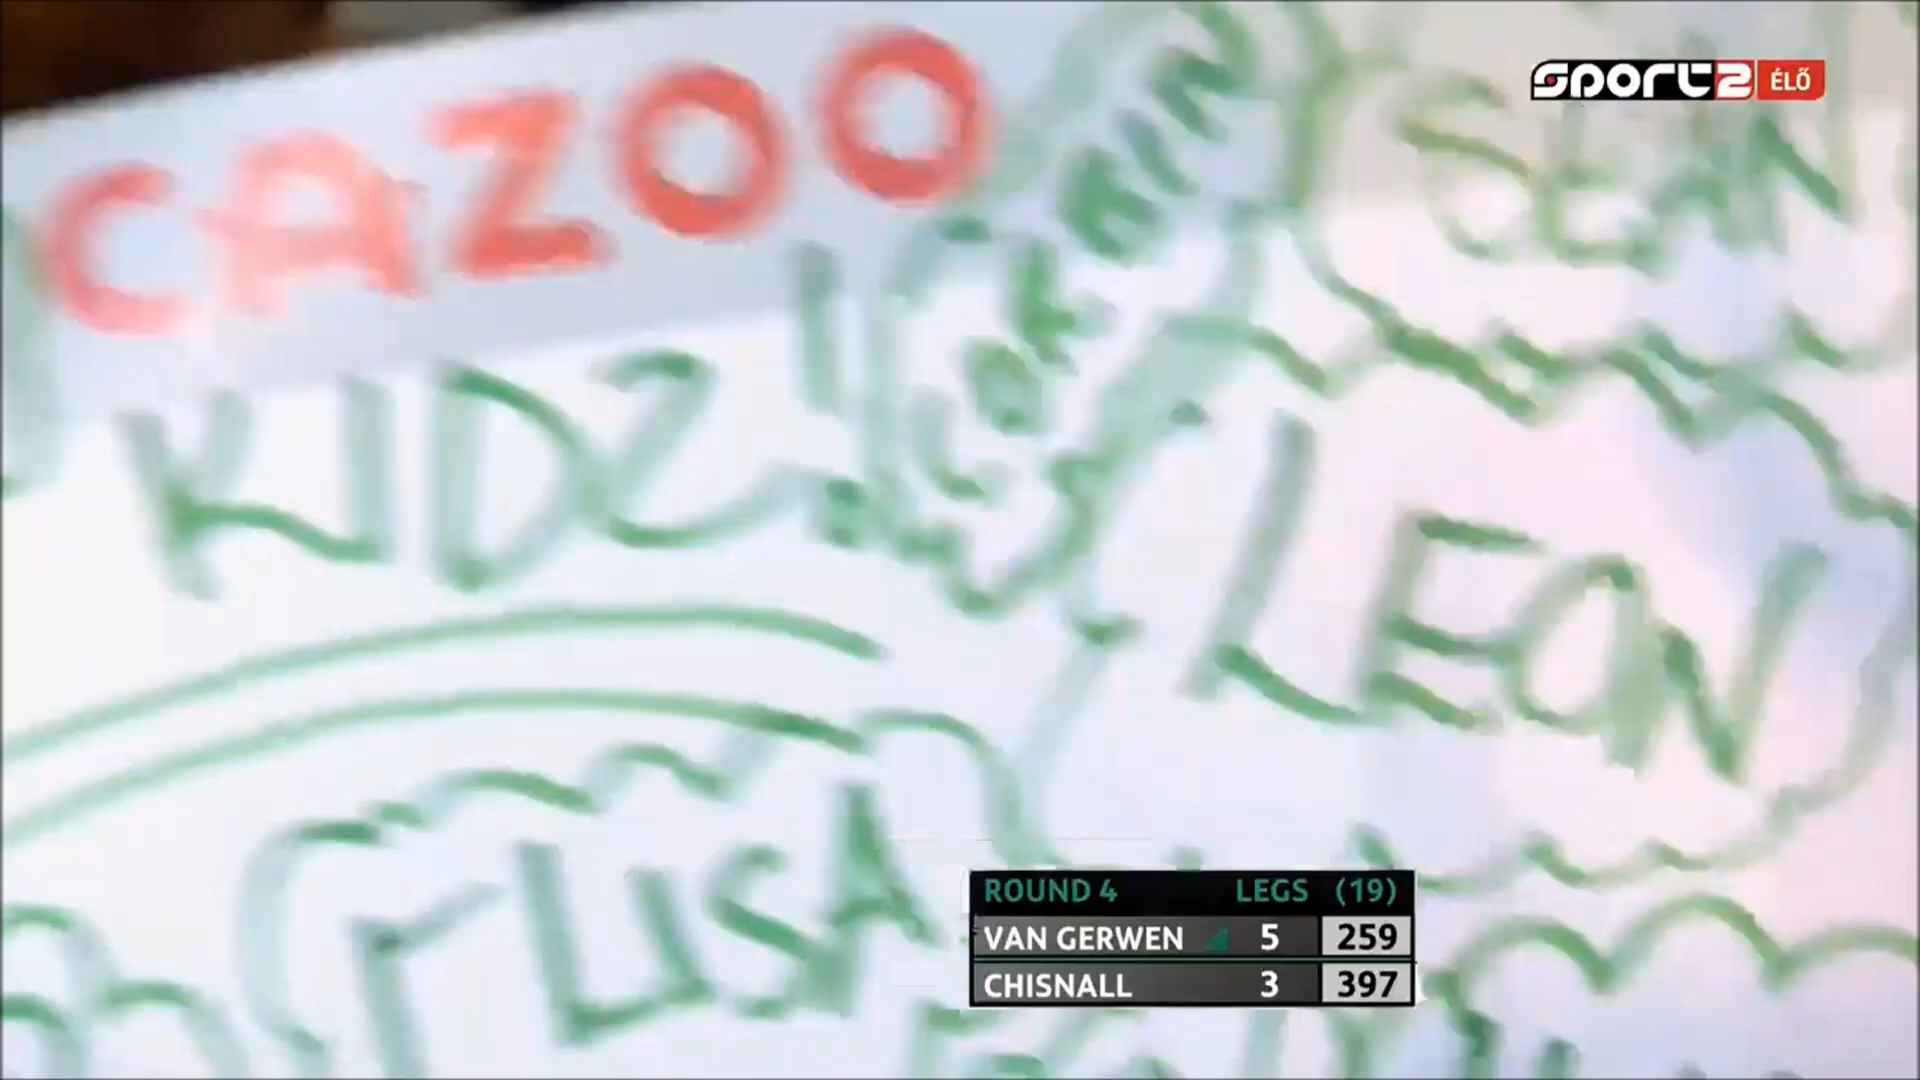 CAZOO
SPORT2 ÉLŐ
SEAN
KIDZ!
LEON
LISA
ROUND 4 LEGS (19)
VAN GERWEN 5 259
CHISNALL 3 397